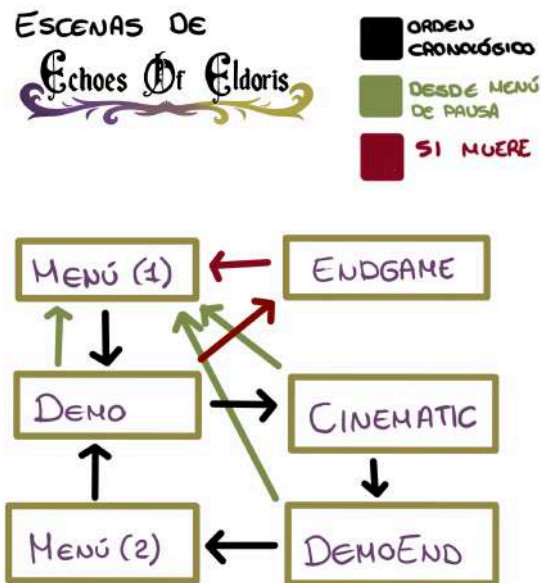 ESCENAS DE
Echoes Of Eldoris
ORDEN
CRONOLÓGICO
DESDE MENÚ
DE PAUSA
SI MUERE
MENÚ (1)
ENDGAME
DEMO
CINEMATIC
MENÚ (2)
DEMOEND